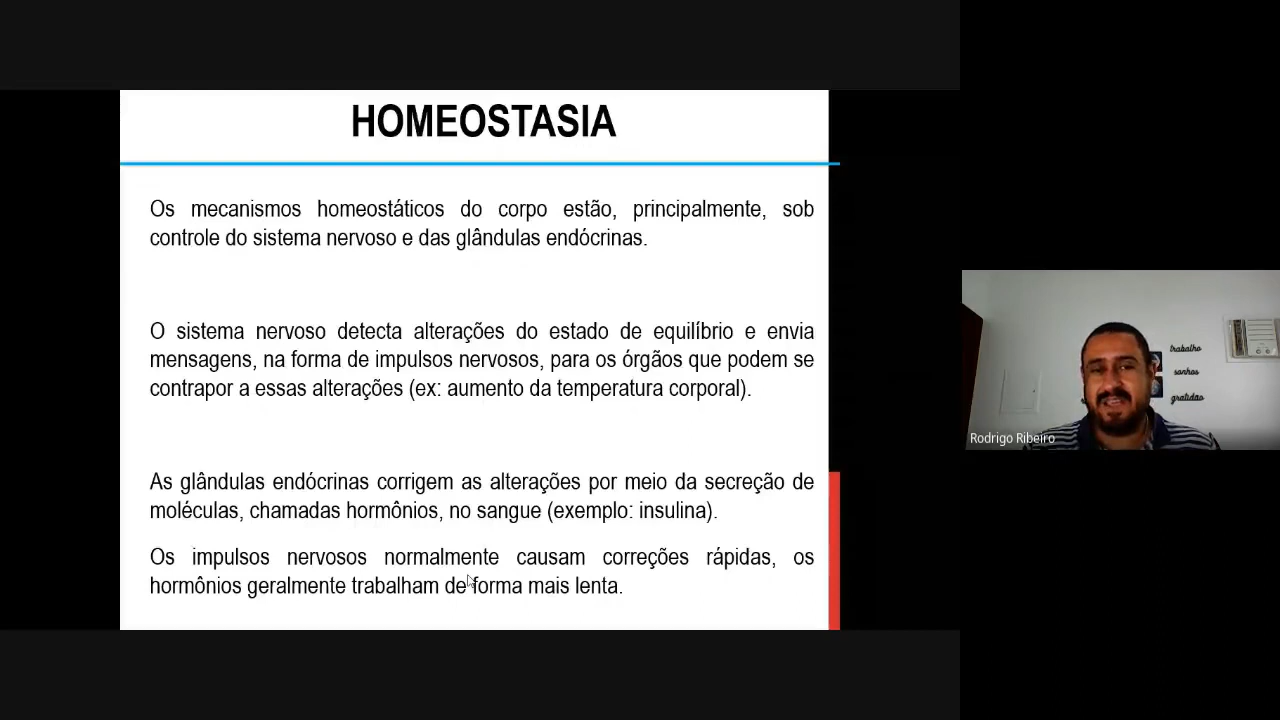 HOMEOSTASIA
Os mecanismos homeostáticos do corpo estão, principalmente, sob
controle do sistema nervoso e das glândulas endócrinas.
O sistema nervoso detecta alterações do estado de equilíbrio e envia
mensagens, na forma de impulsos nervosos, para os órgãos que podem se
contrapor a essas alterações (ex: aumento da temperatura corporal).
As glândulas endócrinas corrigem as alterações por meio da secreção de
moléculas, chamadas hormônios, no sangue (exemplo: insulina).
Os impulsos nervosos normalmente causam correções rápidas, os
hormônios geralmente trabalham de forma mais lenta.
trabalho
sonhos
gratidão
Rodrigo Ribeiro